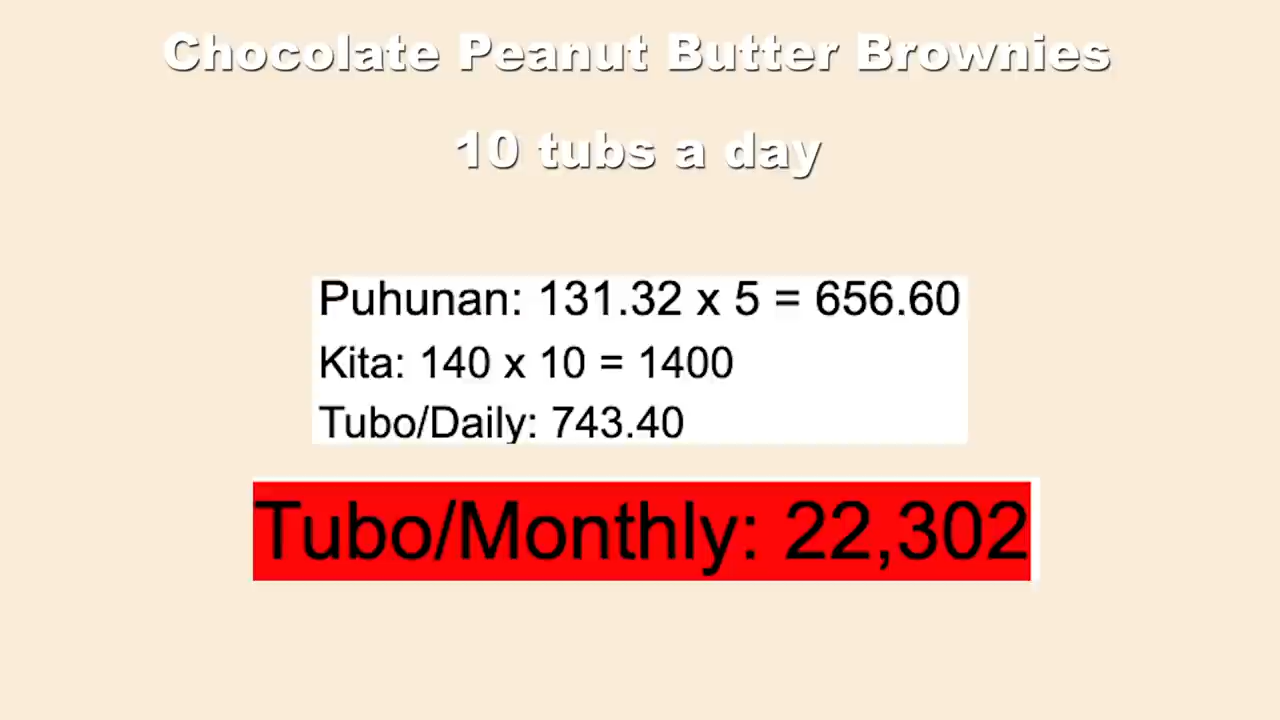 Chocolate Peanut Butter Brownies
10 tubs a day
Puhunan: 131.32 x 5 = 656.60
Kita: 140 x 10 = 1400
Tubo/Daily: 743.40
Tubo/Monthly: 22,302